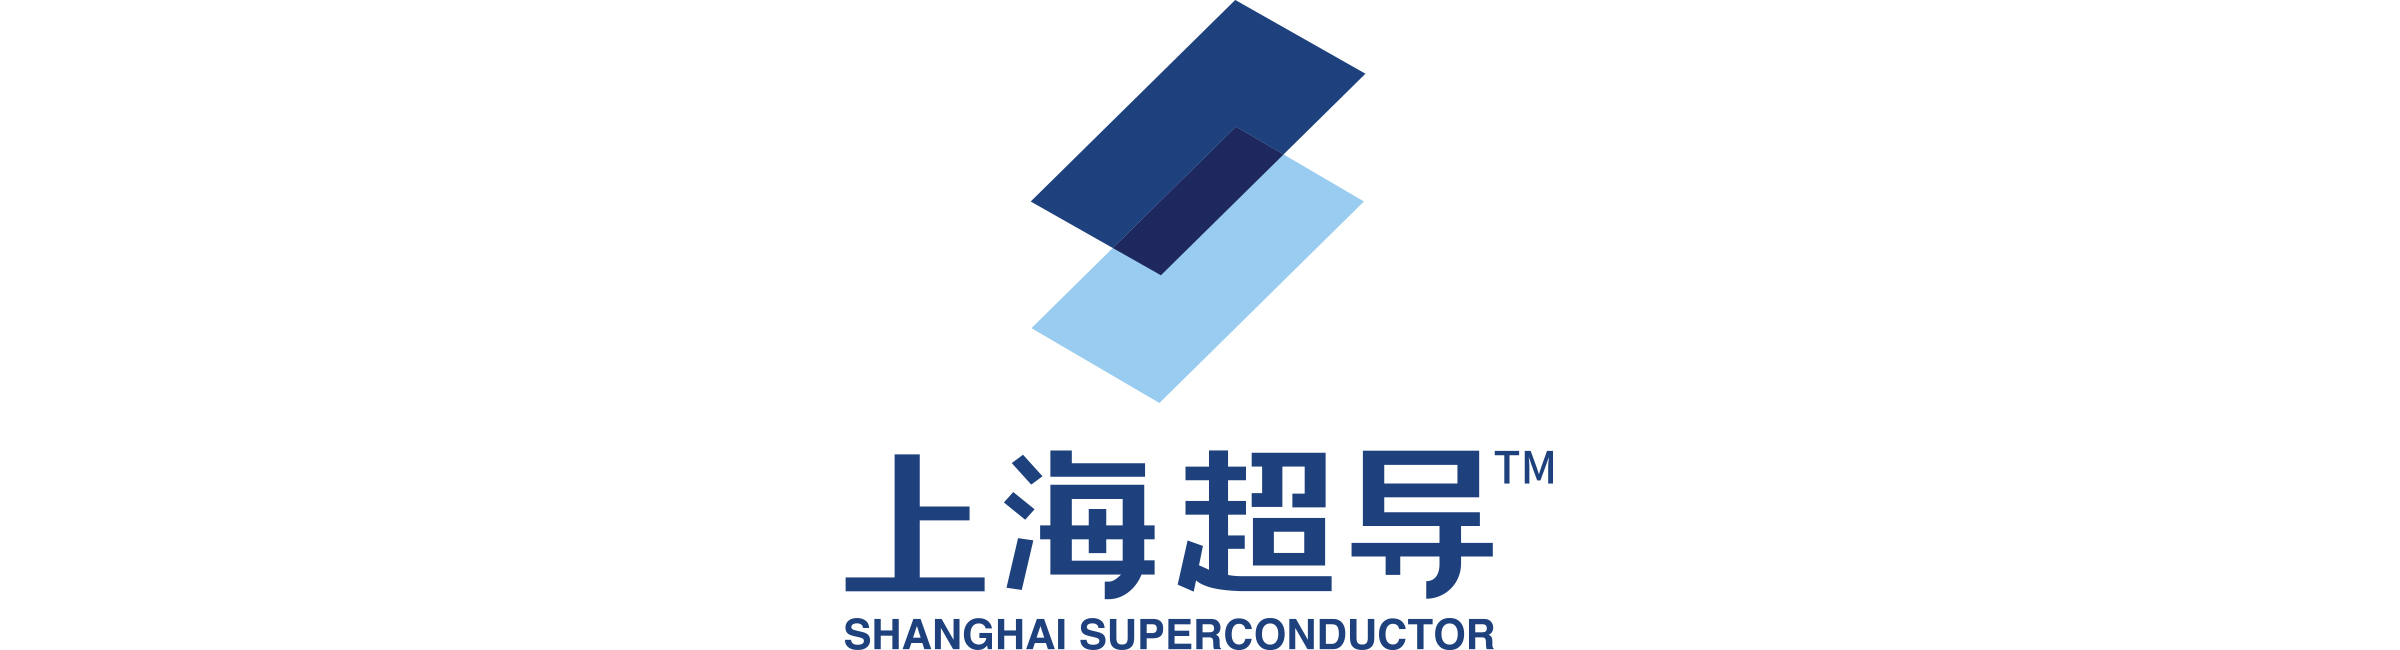 上海超导™
SHANGHAI SUPERCONDUCTOR